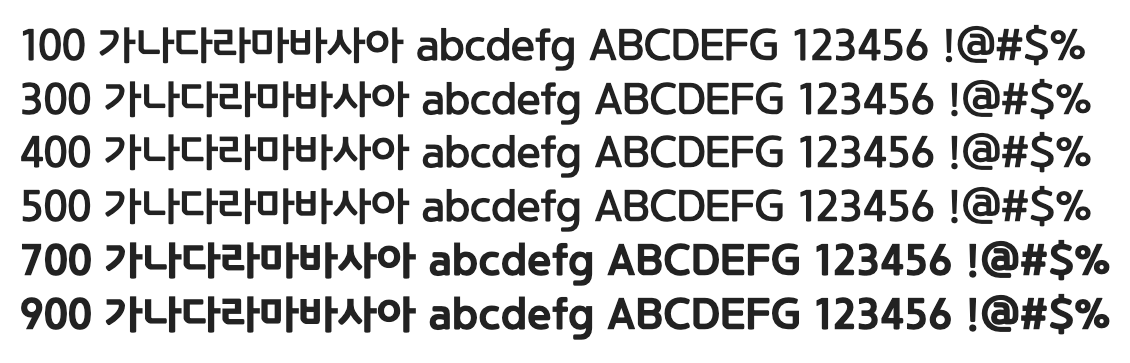 100 가나다라마바사아 abcdefg ABCDEFG 123456 !@#$%
300 가나다라마바사아 abcdefg ABCDEFG 123456 !@#$%
400 가나다라마바사아 abcdefg ABCDEFG 123456 !@#$%
500 가나다라마바사아 abcdefg ABCDEFG 123456 !@#$%
700 가나다라마바사아 abcdefg ABCDEFG 123456 !@#$%
900 가나다라마바사아 abcdefg ABCDEFG 123456 !@#$%